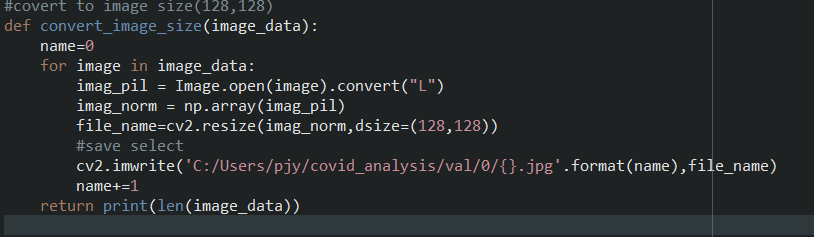 #covert to image size(128,128)
def convert_image_size(image_data):
    name=0
    for image in image_data:
        imag_pil = Image.open(image).convert("L")
        imag_norm = np.array(imag_pil)
        file_name=cv2.resize(imag_norm,dsize=(128,128))
        #save select
        cv2.imwrite('C:/Users/pjy/covid_analysis/val/0/{}.jpg'.format(name),file_name)
        name+=1
    return print(len(image_data))